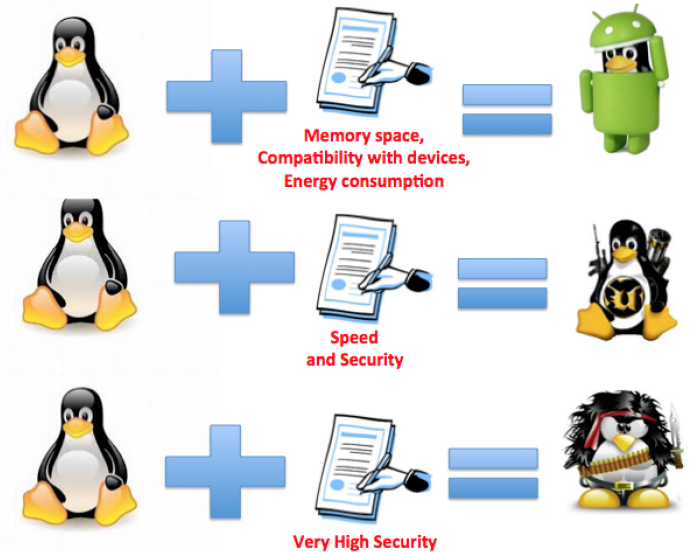 Memory space,
Compatibility with devices,
Energy consumption
Speed
and Security
Very High Security